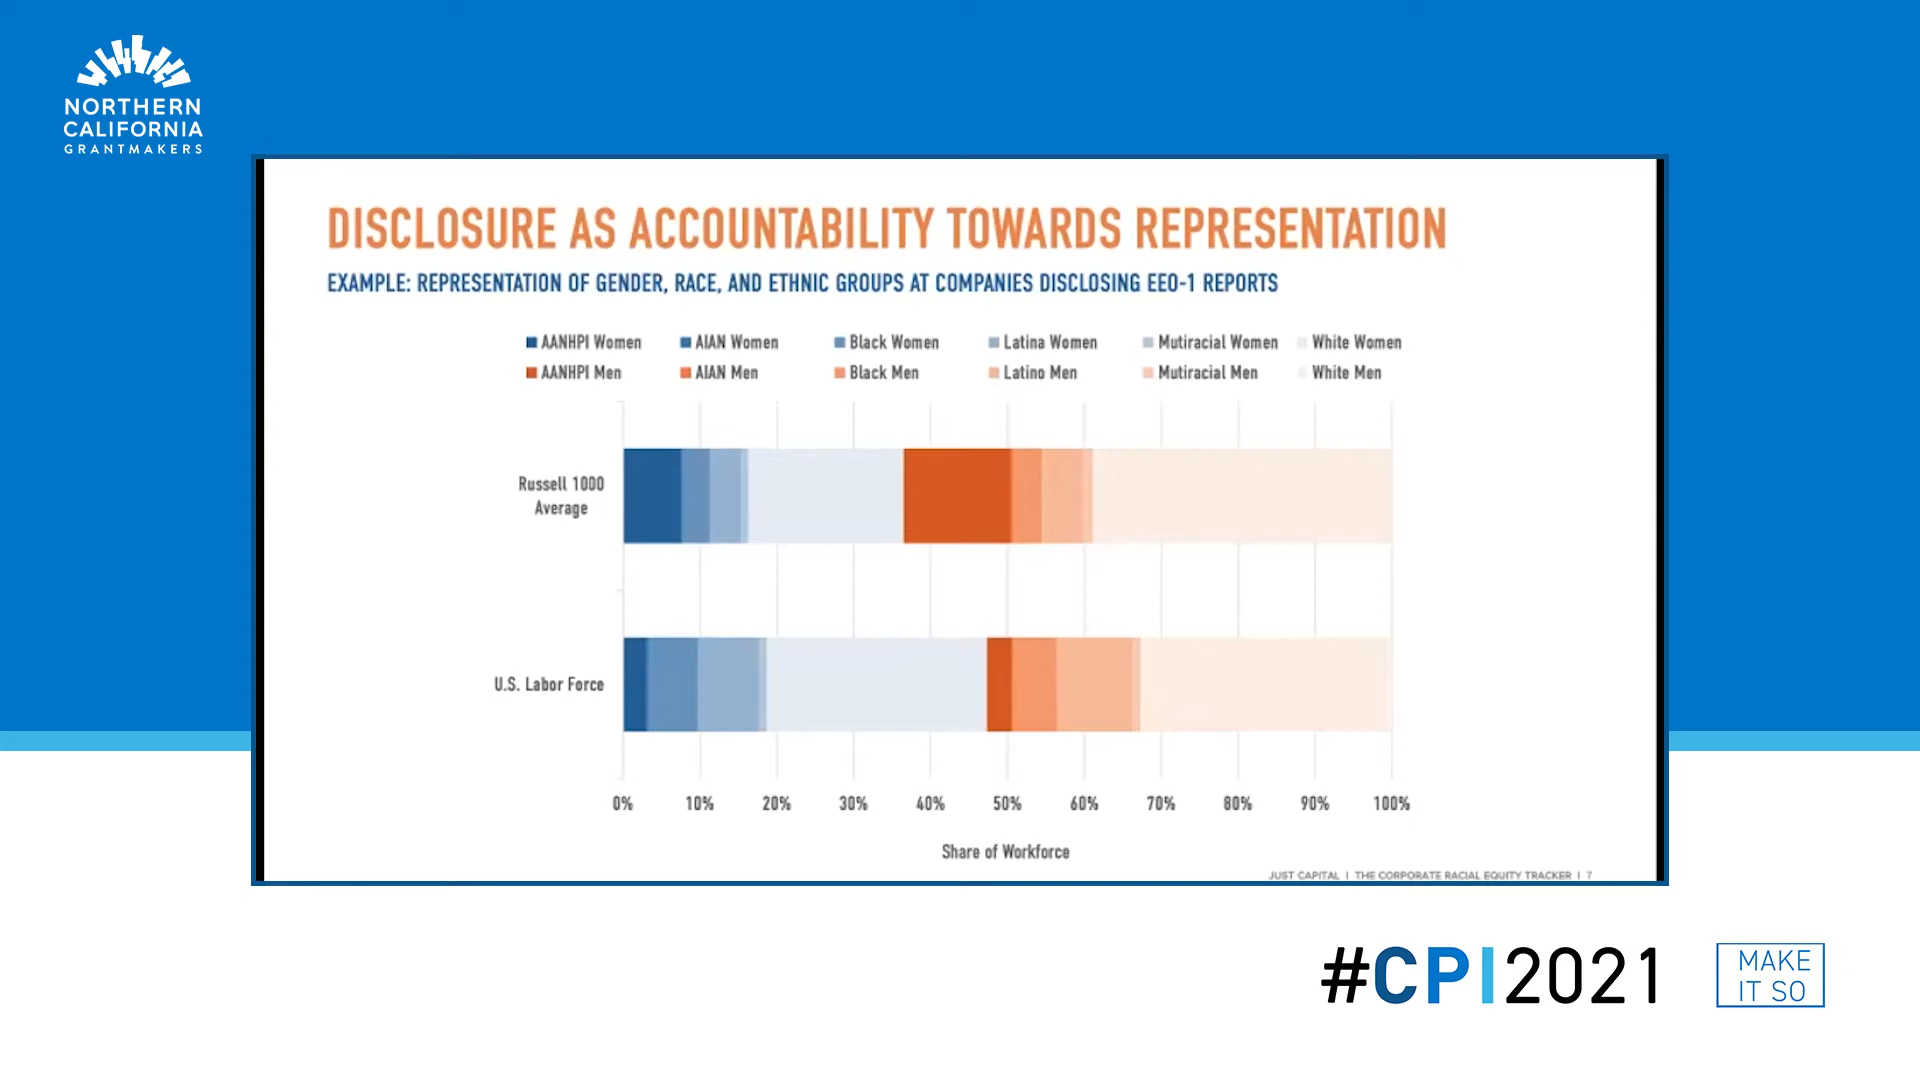 NORTHERN
CALIFORNIA
GRANTMAKERS
DISCLOSURE AS ACCOUNTABILITY TOWARDS REPRESENTATION
EXAMPLE: REPRESENTATION OF GENDER, RACE, AND ETHNIC GROUPS AT COMPANIES DISCLOSING EEO-1 REPORTS
AANHPI Women AIAN Women Black Women Latina Women Mutiracial Women White Women
AANHPI Men AIAN Men Black Men Latino Men Mutiracial Men White Men
Russell 1000
Average
U.S. Labor Force
0% 10% 20% 30% 40% 50% 60% 70% 80% 90% 100%
Share of Workforce
JUST CAPITAL | THE CORPORATE RACIAL EQUITY TRACKER | 7
#CPI2021
MAKE
IT SO